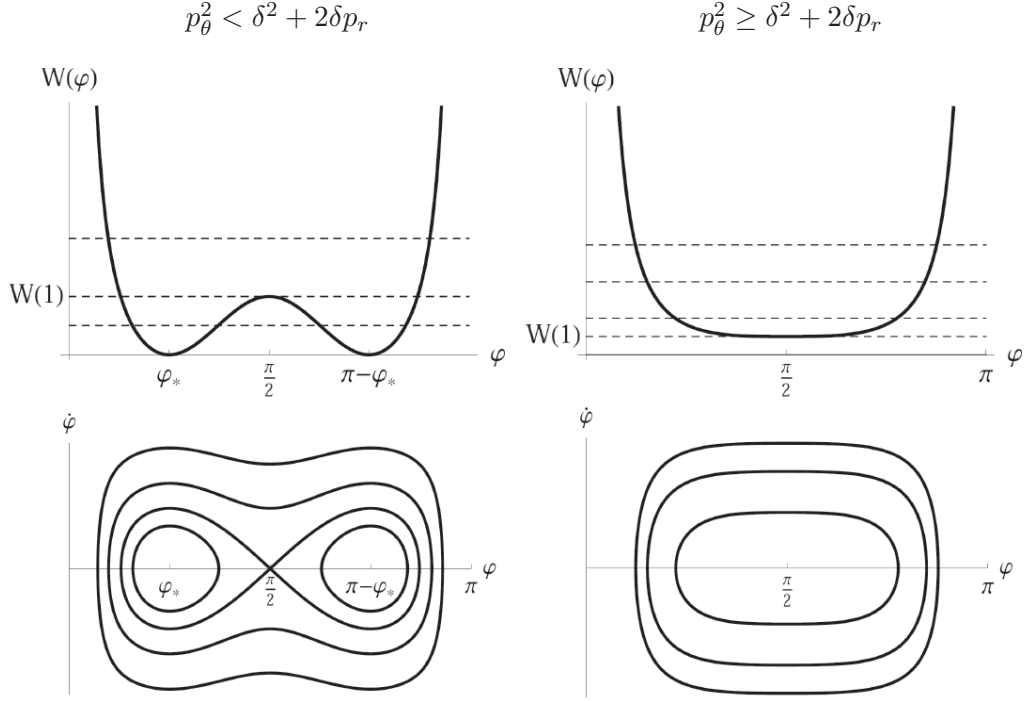 p_θ^2 < δ^2 + 2δp_r
p_θ^2 ≥ δ^2 + 2δp_r
W(φ)
W(1)
φ_*
π/2
π−φ_*
φ
W(φ)
W(1)
π/2
π
φ
φ̇
φ_*
π/2
π−φ_*
π
φ
φ̇
π/2
π
φ